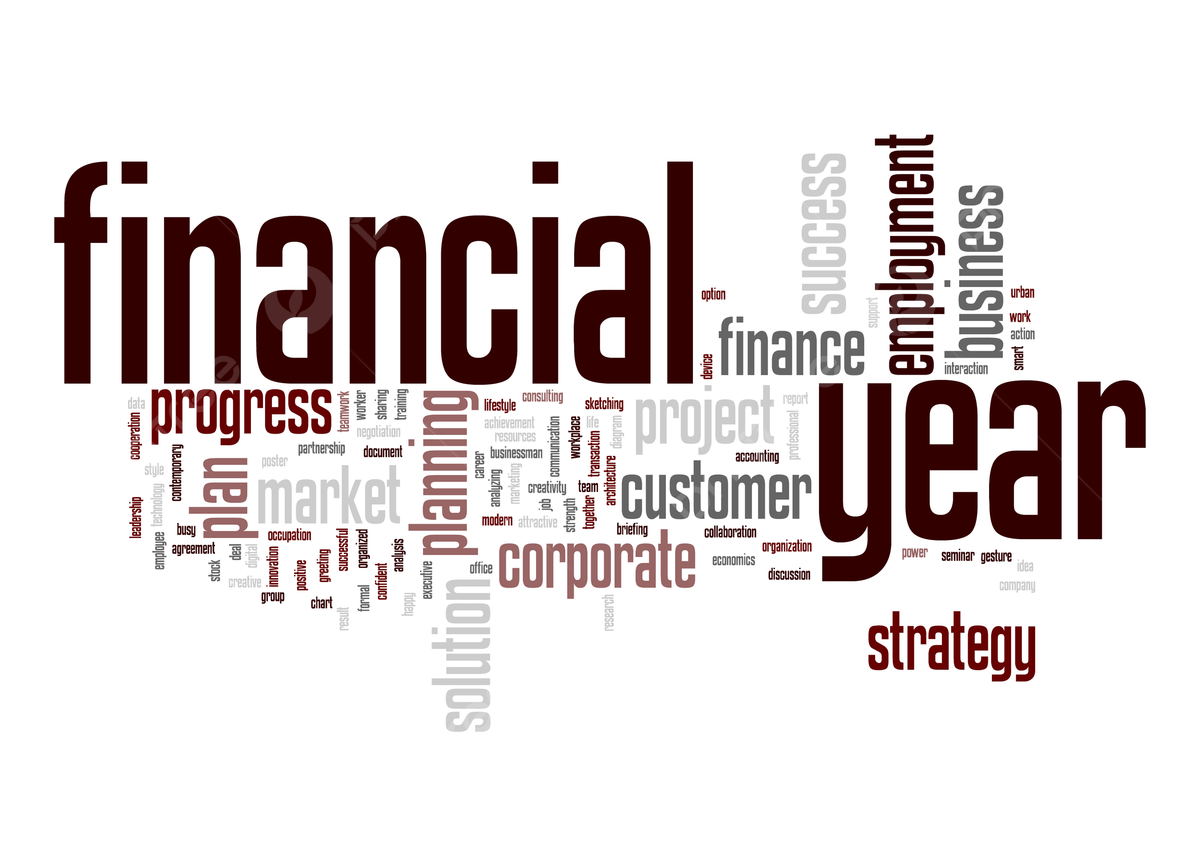 financial
year
success
employment
business
option
support
urban
work
action
smart
interaction
finance
device
data
progress
cooperation
teamwork
worker
sharing
training
negotiation
partnership
document
planning
lifestyle
consulting
sketching
achievement
resources
businessman
communication
workplace
life
diagram
transaction
project
report
professional
accounting
customer
style
contemporary
plan
poster
market
career
analyzing
marketing
creativity
team
architecture
job
strength
together
leadership
technology
busy
agreement
employee
stock
deal
digital
creative
occupation
innovation
positive
greeting
successful
organized
confident
analysis
group
chart
result
formal
happy
executive
modern
attractive
briefing
office
corporate
collaboration
economics
organization
discussion
power
seminar
gesture
idea
company
research
solution
strategy